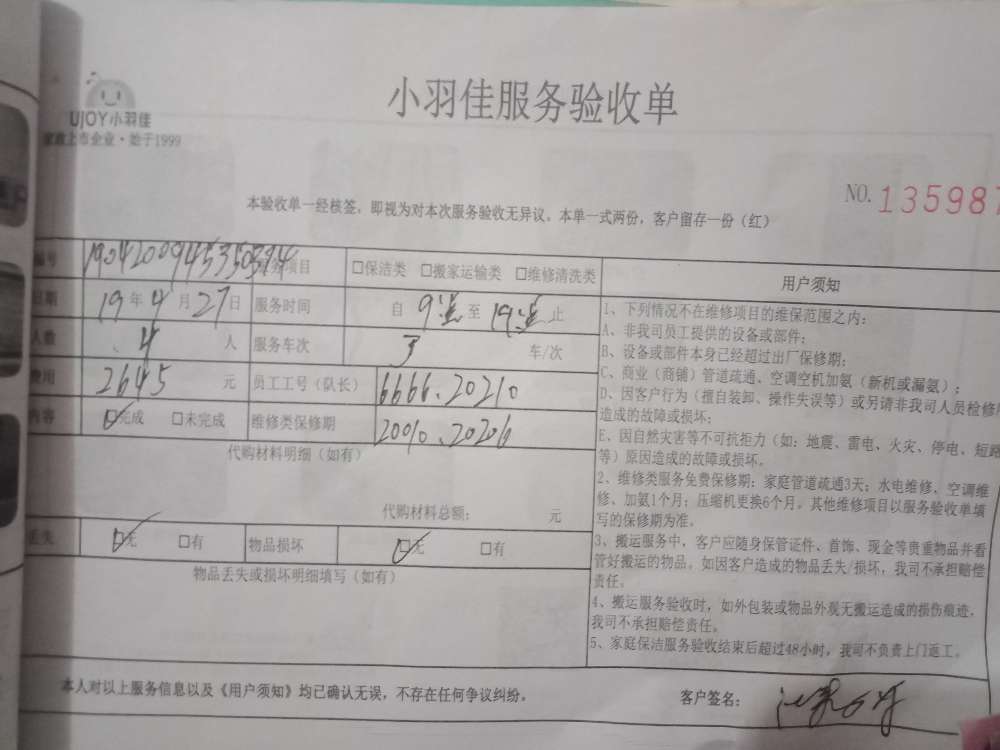 小羽佳服务验收单
UJOY小羽佳
家政上市企业·始于1999
NO. 135987
本验收单一经核签，即视为对本次服务验收无异议。本单一式两份，客户留存一份（红）
编号 项目 □保洁类 □搬家运输类 □维修清洗类 用户须知
日期 19年4月27日 服务时间 自 9 至 19 止
人数 4 人 服务车次 3 车/次
费用 2645 元 员工工号（队长） 6666、20210
内容 □完成 □未完成 维修类保修期 20010、20206
代购材料明细（如有）
代购材料总额： 元
丢失 □无 □有 物品损坏 □无 □有
物品丢失或损坏明细填写（如有）
1、下列情况不在维修项目的维保范围之内：
A、非我司员工提供的设备或部件；
B、设备或部件本身已经超过出厂保修期；
C、商业（商铺）管道疏通、空调空机加氨（新机或漏氨）；
D、因客户行为（擅自装卸、操作失误等）或另请非我司人员检修后
造成的故障或损坏；
E、因自然灾害等不可抗拒力（如：地震、雷电、火灾、停电、短路
等）原因造成的故障或损坏。
2、维修类服务免费保修期：家庭管道疏通3天；水电维修、空调维
修、加氨1个月；压缩机更换6个月。其他维修项目以服务验收单填
写的保修期为准。
3、搬运服务中，客户应随身保管证件、首饰、现金等贵重物品并看
管好搬运的物品。如因客户造成的物品丢失/损坏，我司不承担赔偿
责任。
4、搬运服务验收时，如外包装或物品外观无搬运造成的损伤痕迹，
我司不承担赔偿责任。
5、家庭保洁服务验收结束后超过48小时，我司不负责上门返工。
本人对以上服务信息以及《用户须知》均已确认无误，不存在任何争议纠纷。 客户签名：